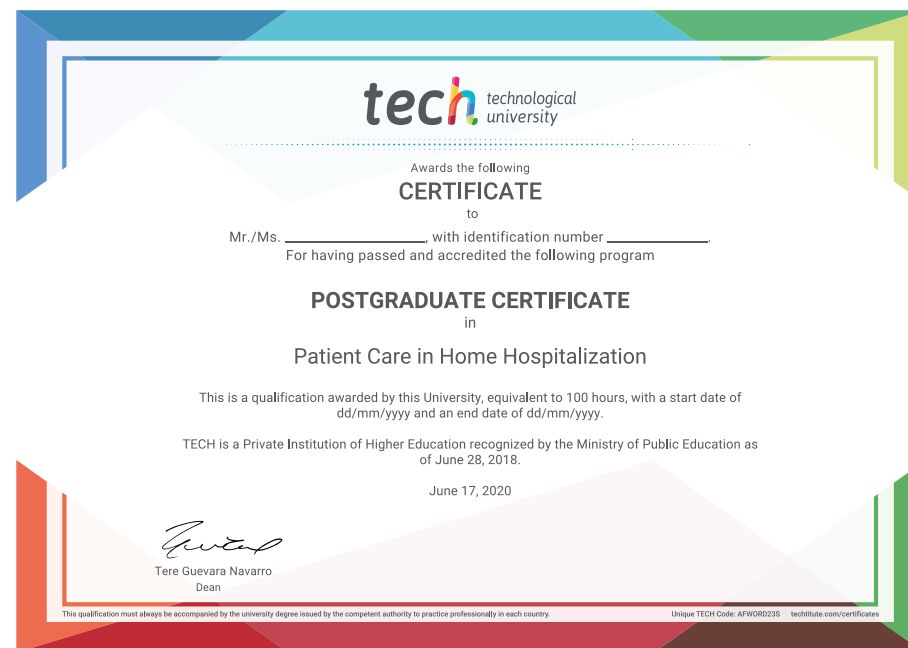 tech technological
university
Awards the following
CERTIFICATE
to
Mr./Ms. ____________________, with identification number ______________.
For having passed and accredited the following program
POSTGRADUATE CERTIFICATE
in
Patient Care in Home Hospitalization
This is a qualification awarded by this University, equivalent to 100 hours, with a start date of
dd/mm/yyyy and an end date of dd/mm/yyyy.
TECH is a Private Institution of Higher Education recognized by the Ministry of Public Education as
of June 28, 2018.
June 17, 2020
Tere Guevara Navarro
Dean
This qualification must always be accompanied by the university degree issued by the competent authority to practice professionally in each country. Unique TECH Code: AFWORD23S techtitute.com/certificates